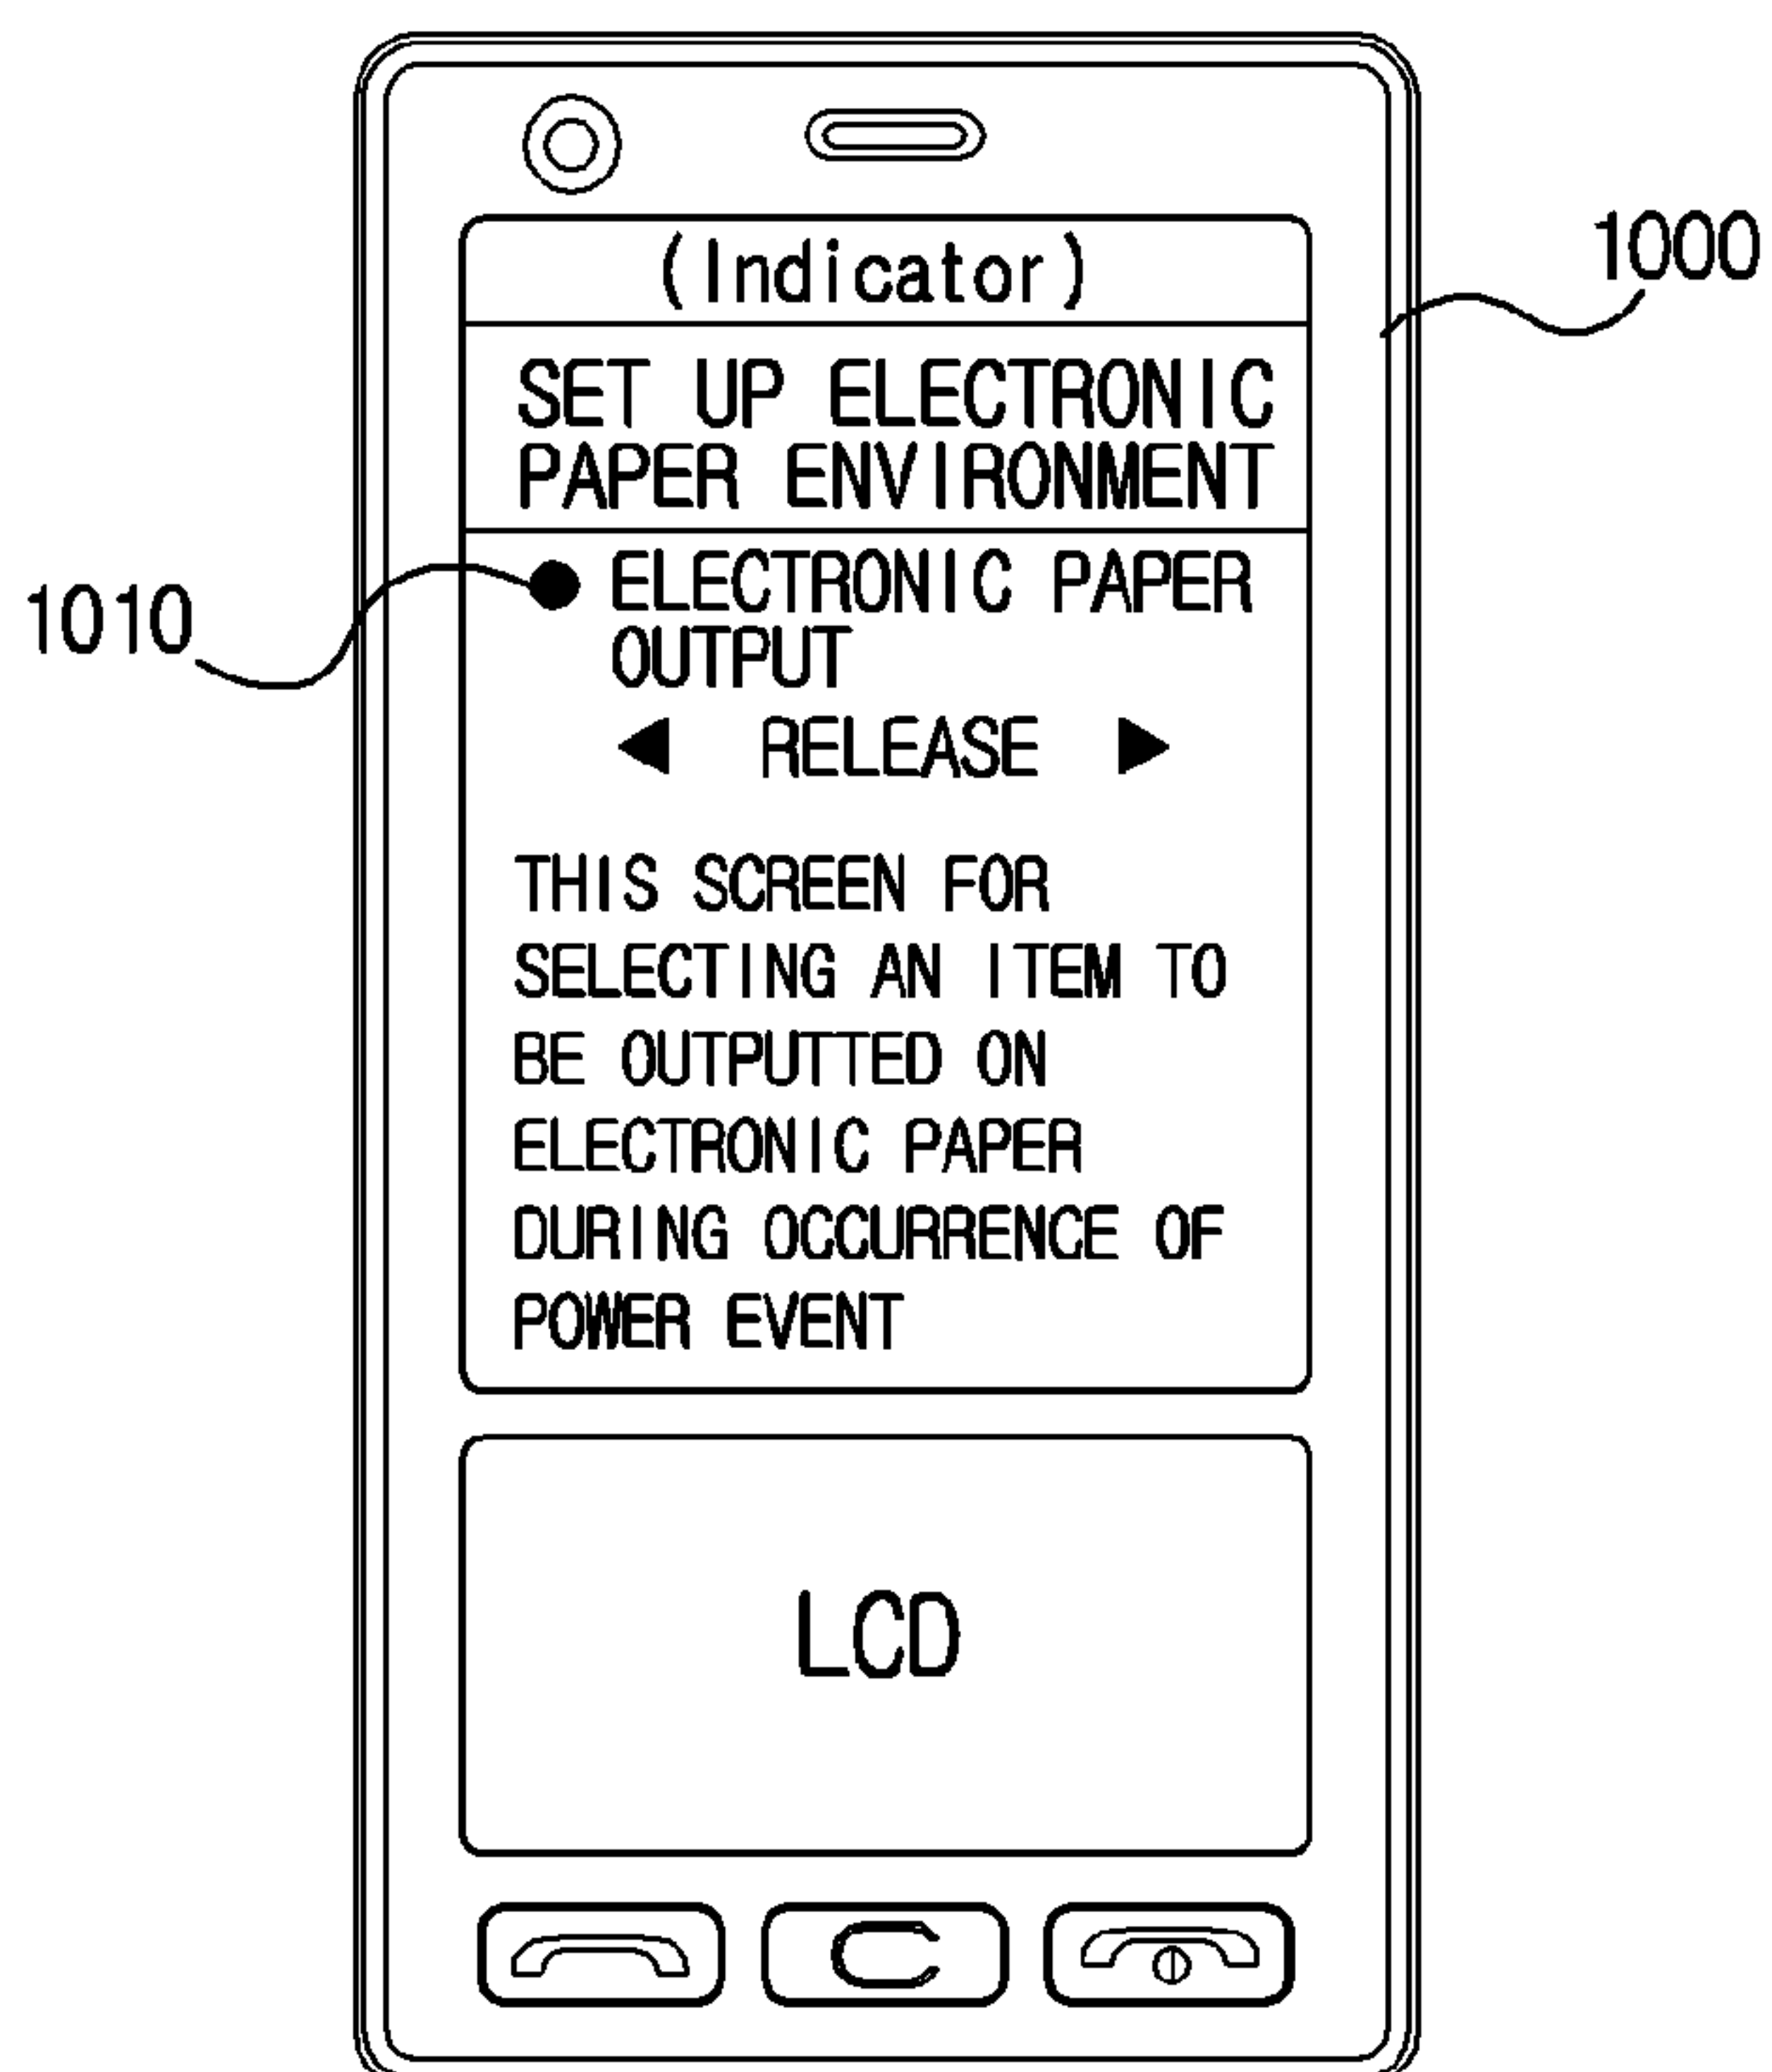 (Indicator)
1000
SET UP ELECTRONIC
PAPER ENVIRONMENT
1010
ELECTRONIC PAPER
OUTPUT
◀ RELEASE ▶
THIS SCREEN FOR
SELECTING AN ITEM TO
BE OUTPUTTED ON
ELECTRONIC PAPER
DURING OCCURRENCE OF
POWER EVENT
LCD
C